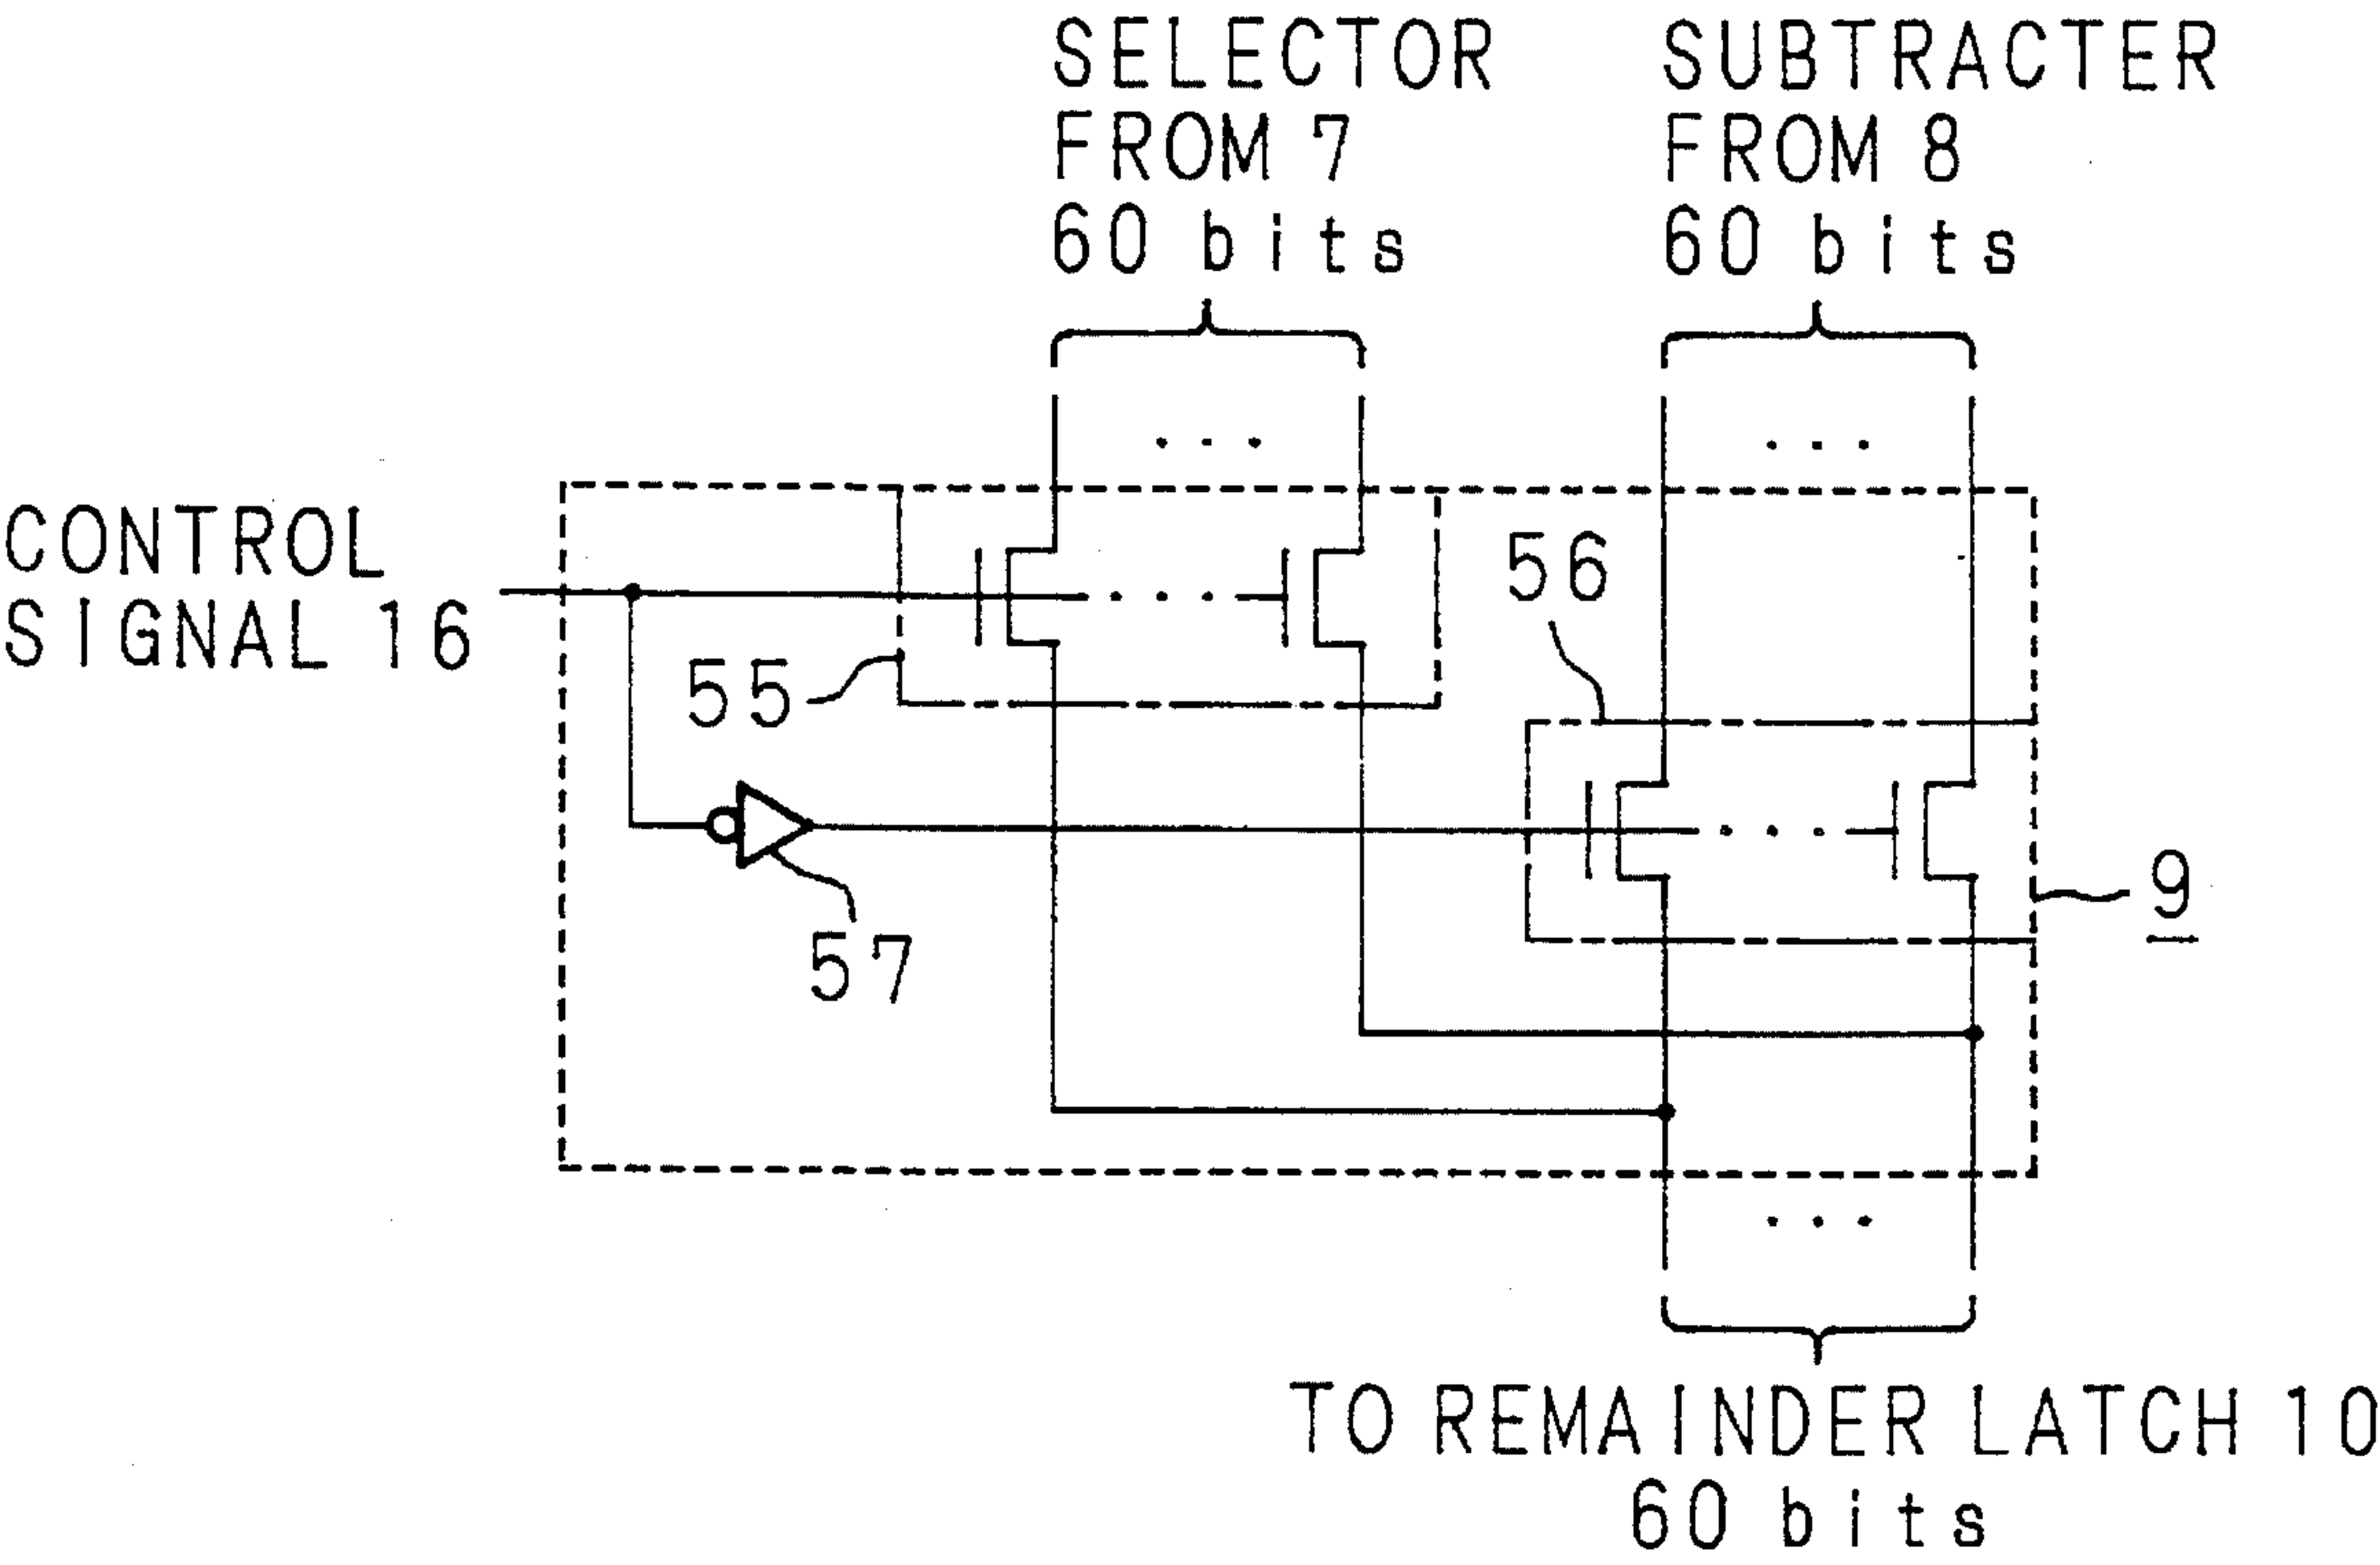 SELECTOR
FROM 7
60 bits
SUBTRACTER
FROM 8
60 bits
CONTROL
SIGNAL 16
55
56
57
9
TO REMAINDER LATCH 10
60 bits